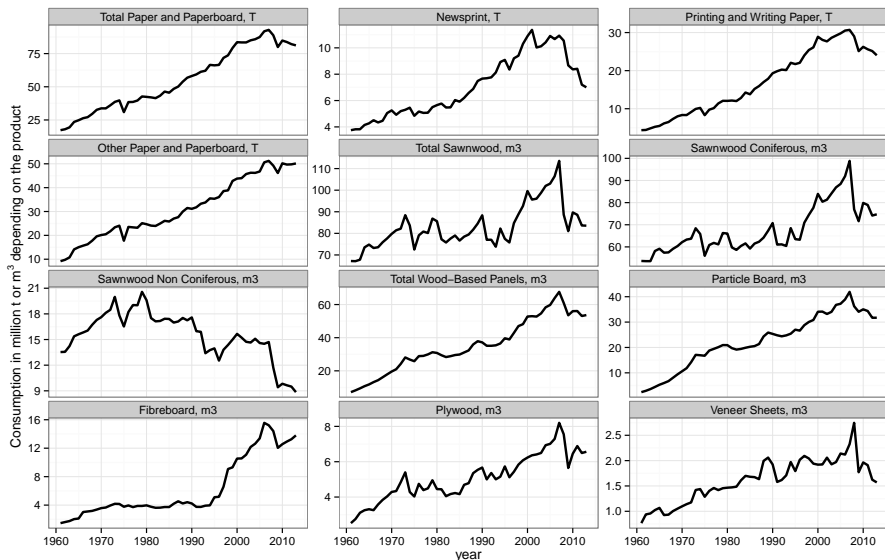 Consumption in million t or m³ depending on the product
Total Paper and Paperboard, T
75
50
25
Newsprint, T
10
8
6
4
Printing and Writing Paper, T
30
20
10
Other Paper and Paperboard, T
50
40
30
20
10
Total Sawnwood, m3
110
100
90
80
70
Sawnwood Coniferous, m3
100
90
80
70
60
Sawnwood Non Coniferous, m3
21
18
15
12
9
Total Wood−Based Panels, m3
60
40
20
Particle Board, m3
40
30
20
10
Fibreboard, m3
16
12
8
4
Plywood, m3
8
6
4
Veneer Sheets, m3
2.5
2.0
1.5
1.0
1960 1970 1980 1990 2000 2010
1960 1970 1980 1990 2000 2010
1960 1970 1980 1990 2000 2010
year